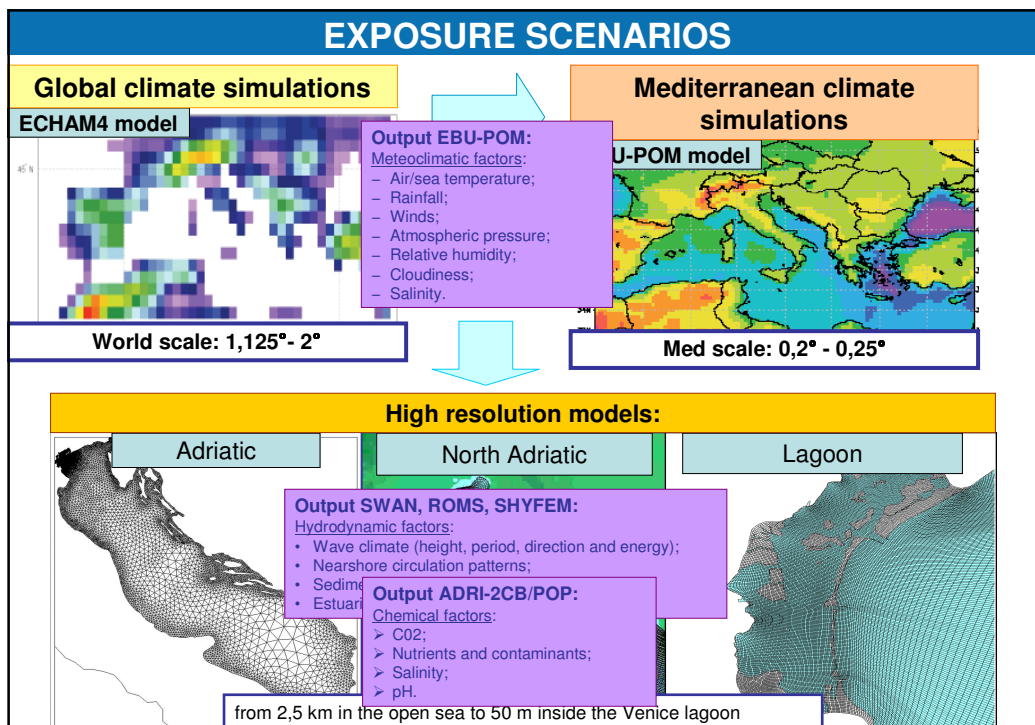 EXPOSURE SCENARIOS
Global climate simulations
ECHAM4 model
45° N
Mediterranean climate
simulations
U-POM model
Output EBU-POM:
Meteoclimatic factors:
– Air/sea temperature;
– Rainfall;
– Winds;
– Atmospheric pressure;
– Relative humidity;
– Cloudiness;
– Salinity.
World scale: 1,125°- 2°
Med scale: 0,2° - 0,25°
High resolution models:
Adriatic
North Adriatic
Lagoon
Output SWAN, ROMS, SHYFEM:
Hydrodynamic factors:
• Wave climate (height, period, direction and energy);
• Nearshore circulation patterns;
• Sedime
• Estuari
Output ADRI-2CB/POP:
Chemical factors:
➢ C02;
➢ Nutrients and contaminants;
➢ Salinity;
➢ pH.
from 2,5 km in the open sea to 50 m inside the Venice lagoon